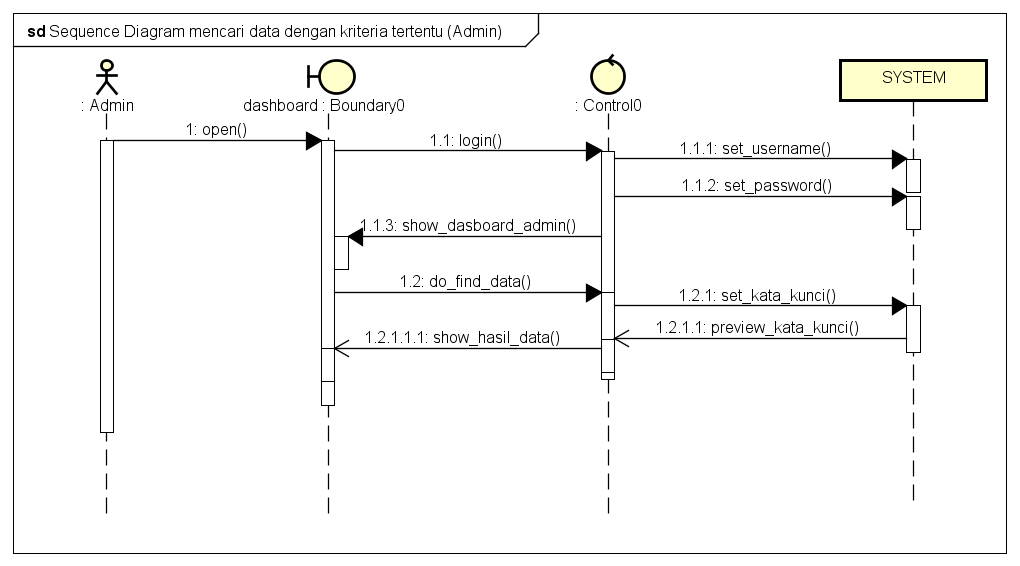 sd Sequence Diagram mencari data dengan kriteria tertentu (Admin)
: Admin
dashboard : Boundary0
: Control0
SYSTEM
1: open()
1.1: login()
1.1.1: set_username()
1.1.2: set_password()
1.1.3: show_dasboard_admin()
1.2: do_find_data()
1.2.1: set_kata_kunci()
1.2.1.1: preview_kata_kunci()
1.2.1.1.1: show_hasil_data()